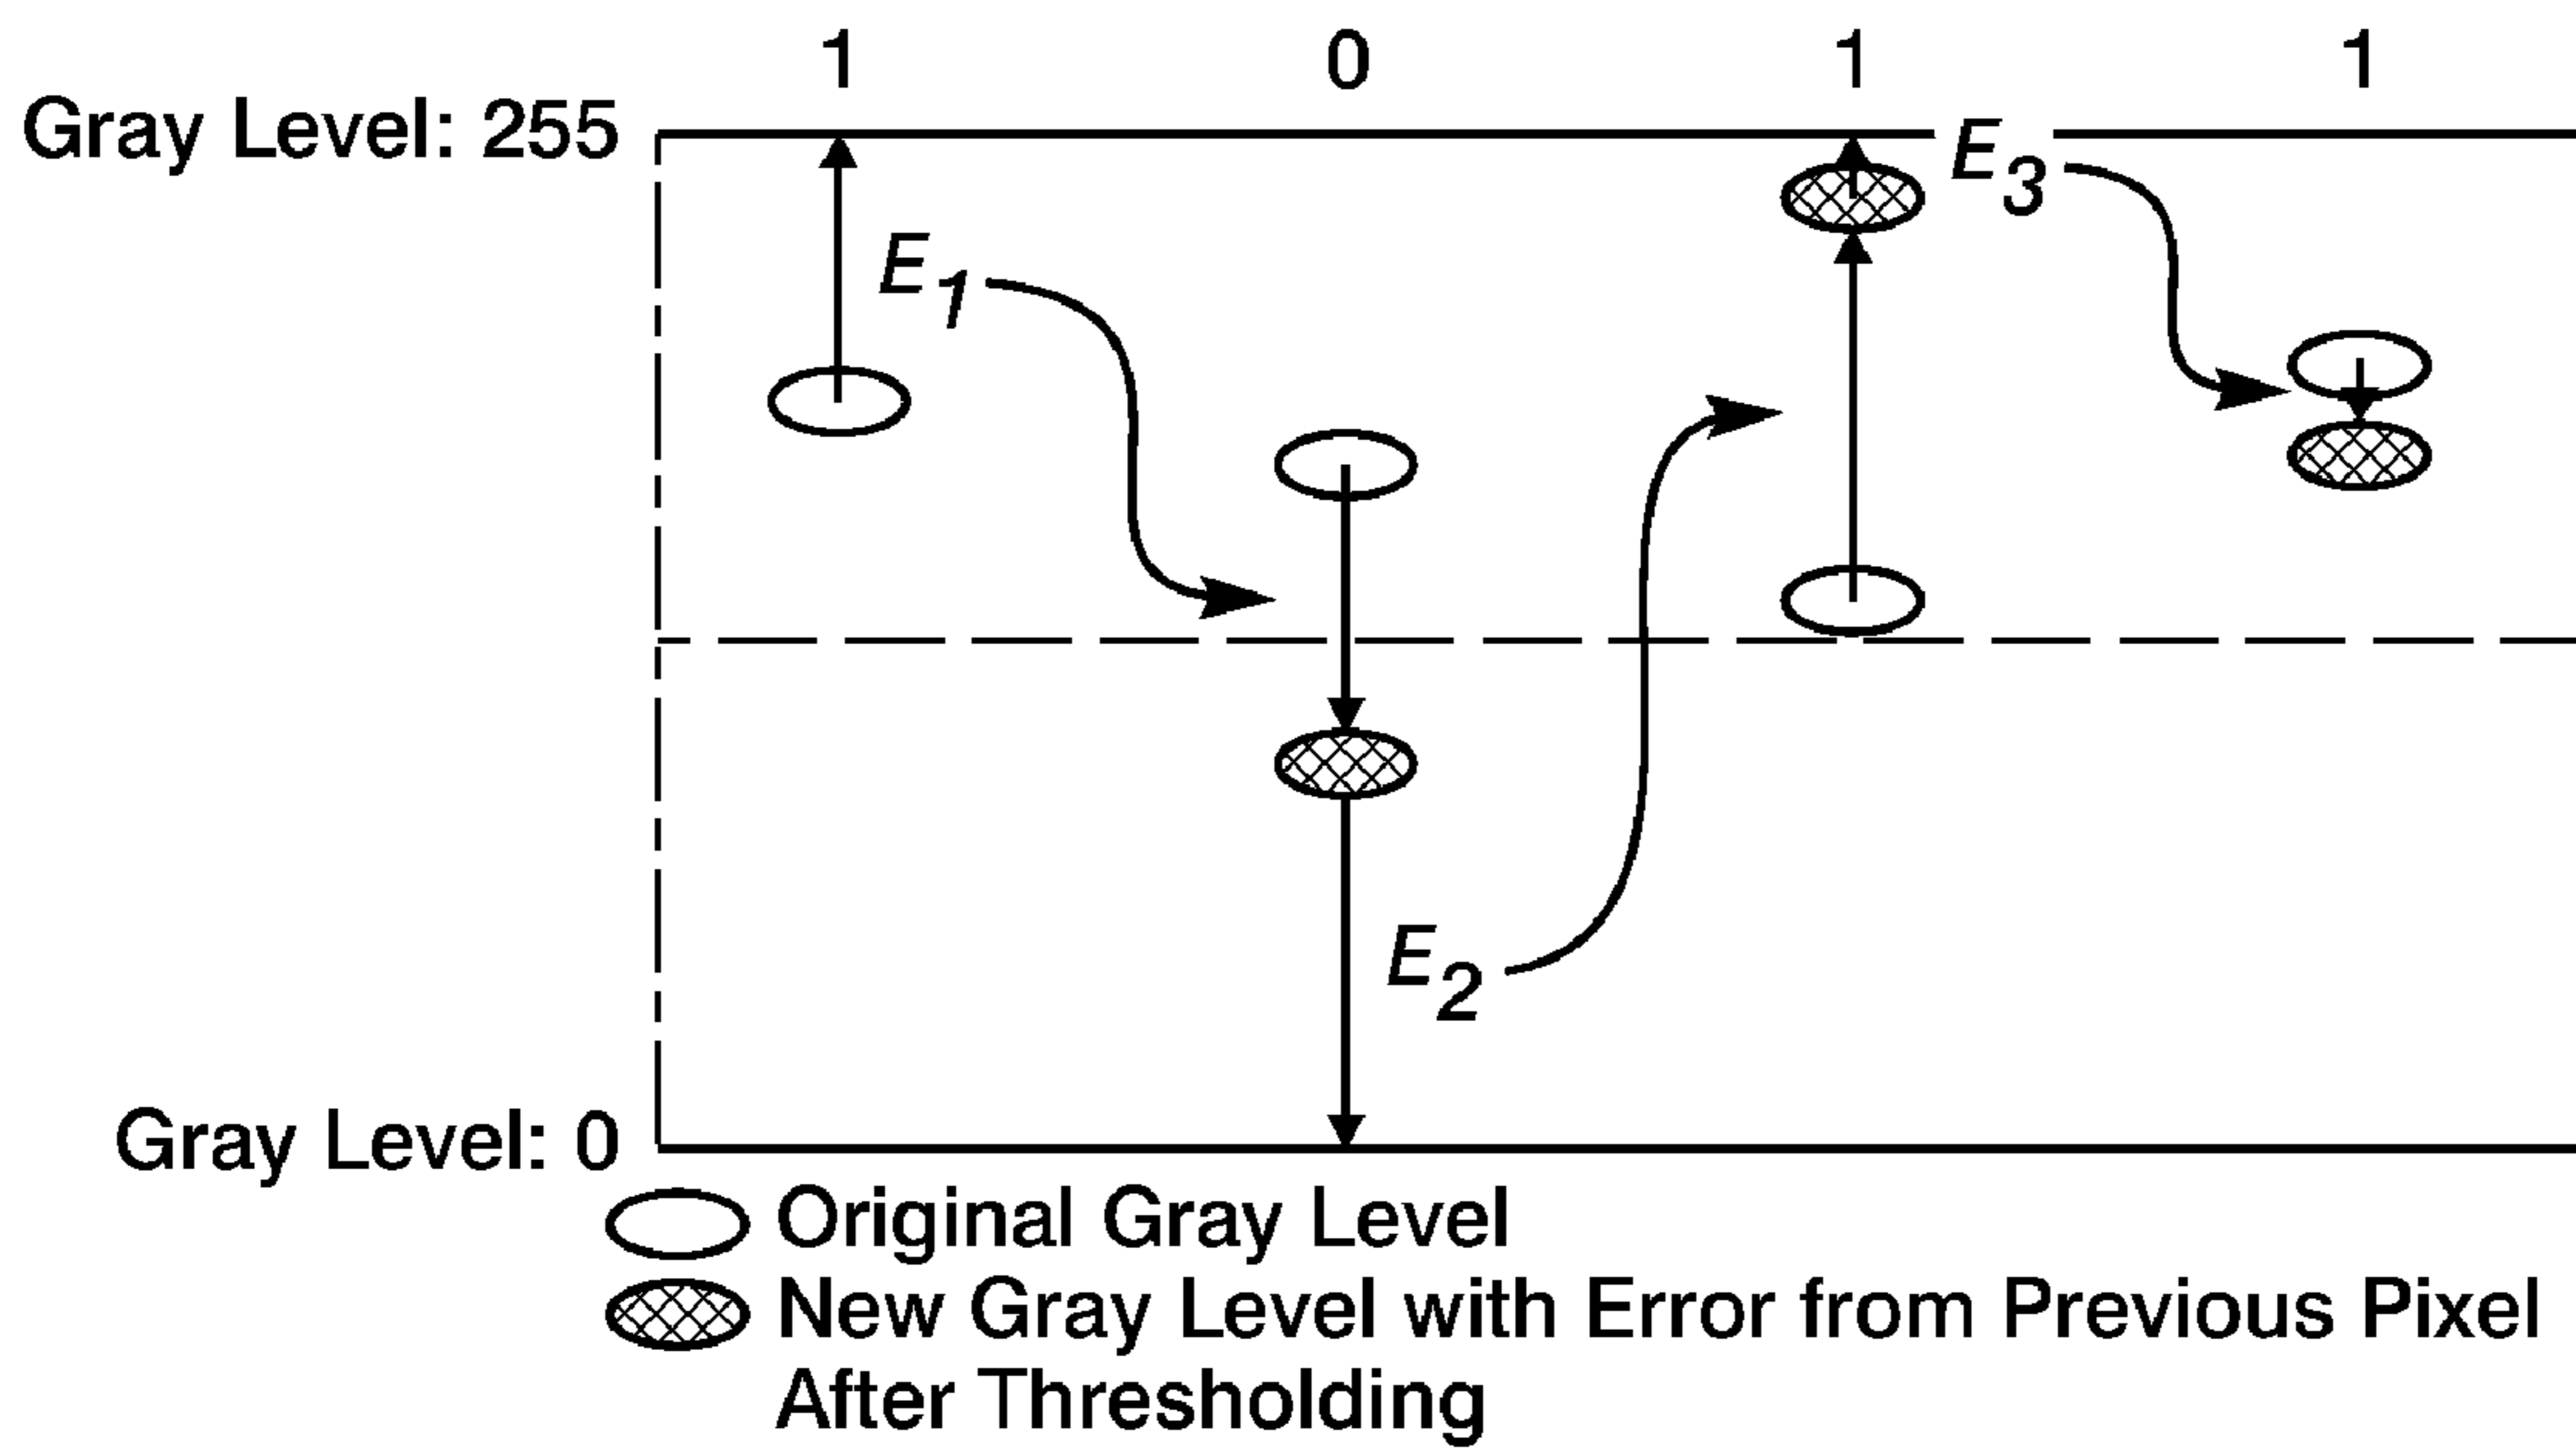 1 0 1 1
Gray Level: 255
E3
E1
E2
Gray Level: 0
Original Gray Level
New Gray Level with Error from Previous Pixel
After Thresholding